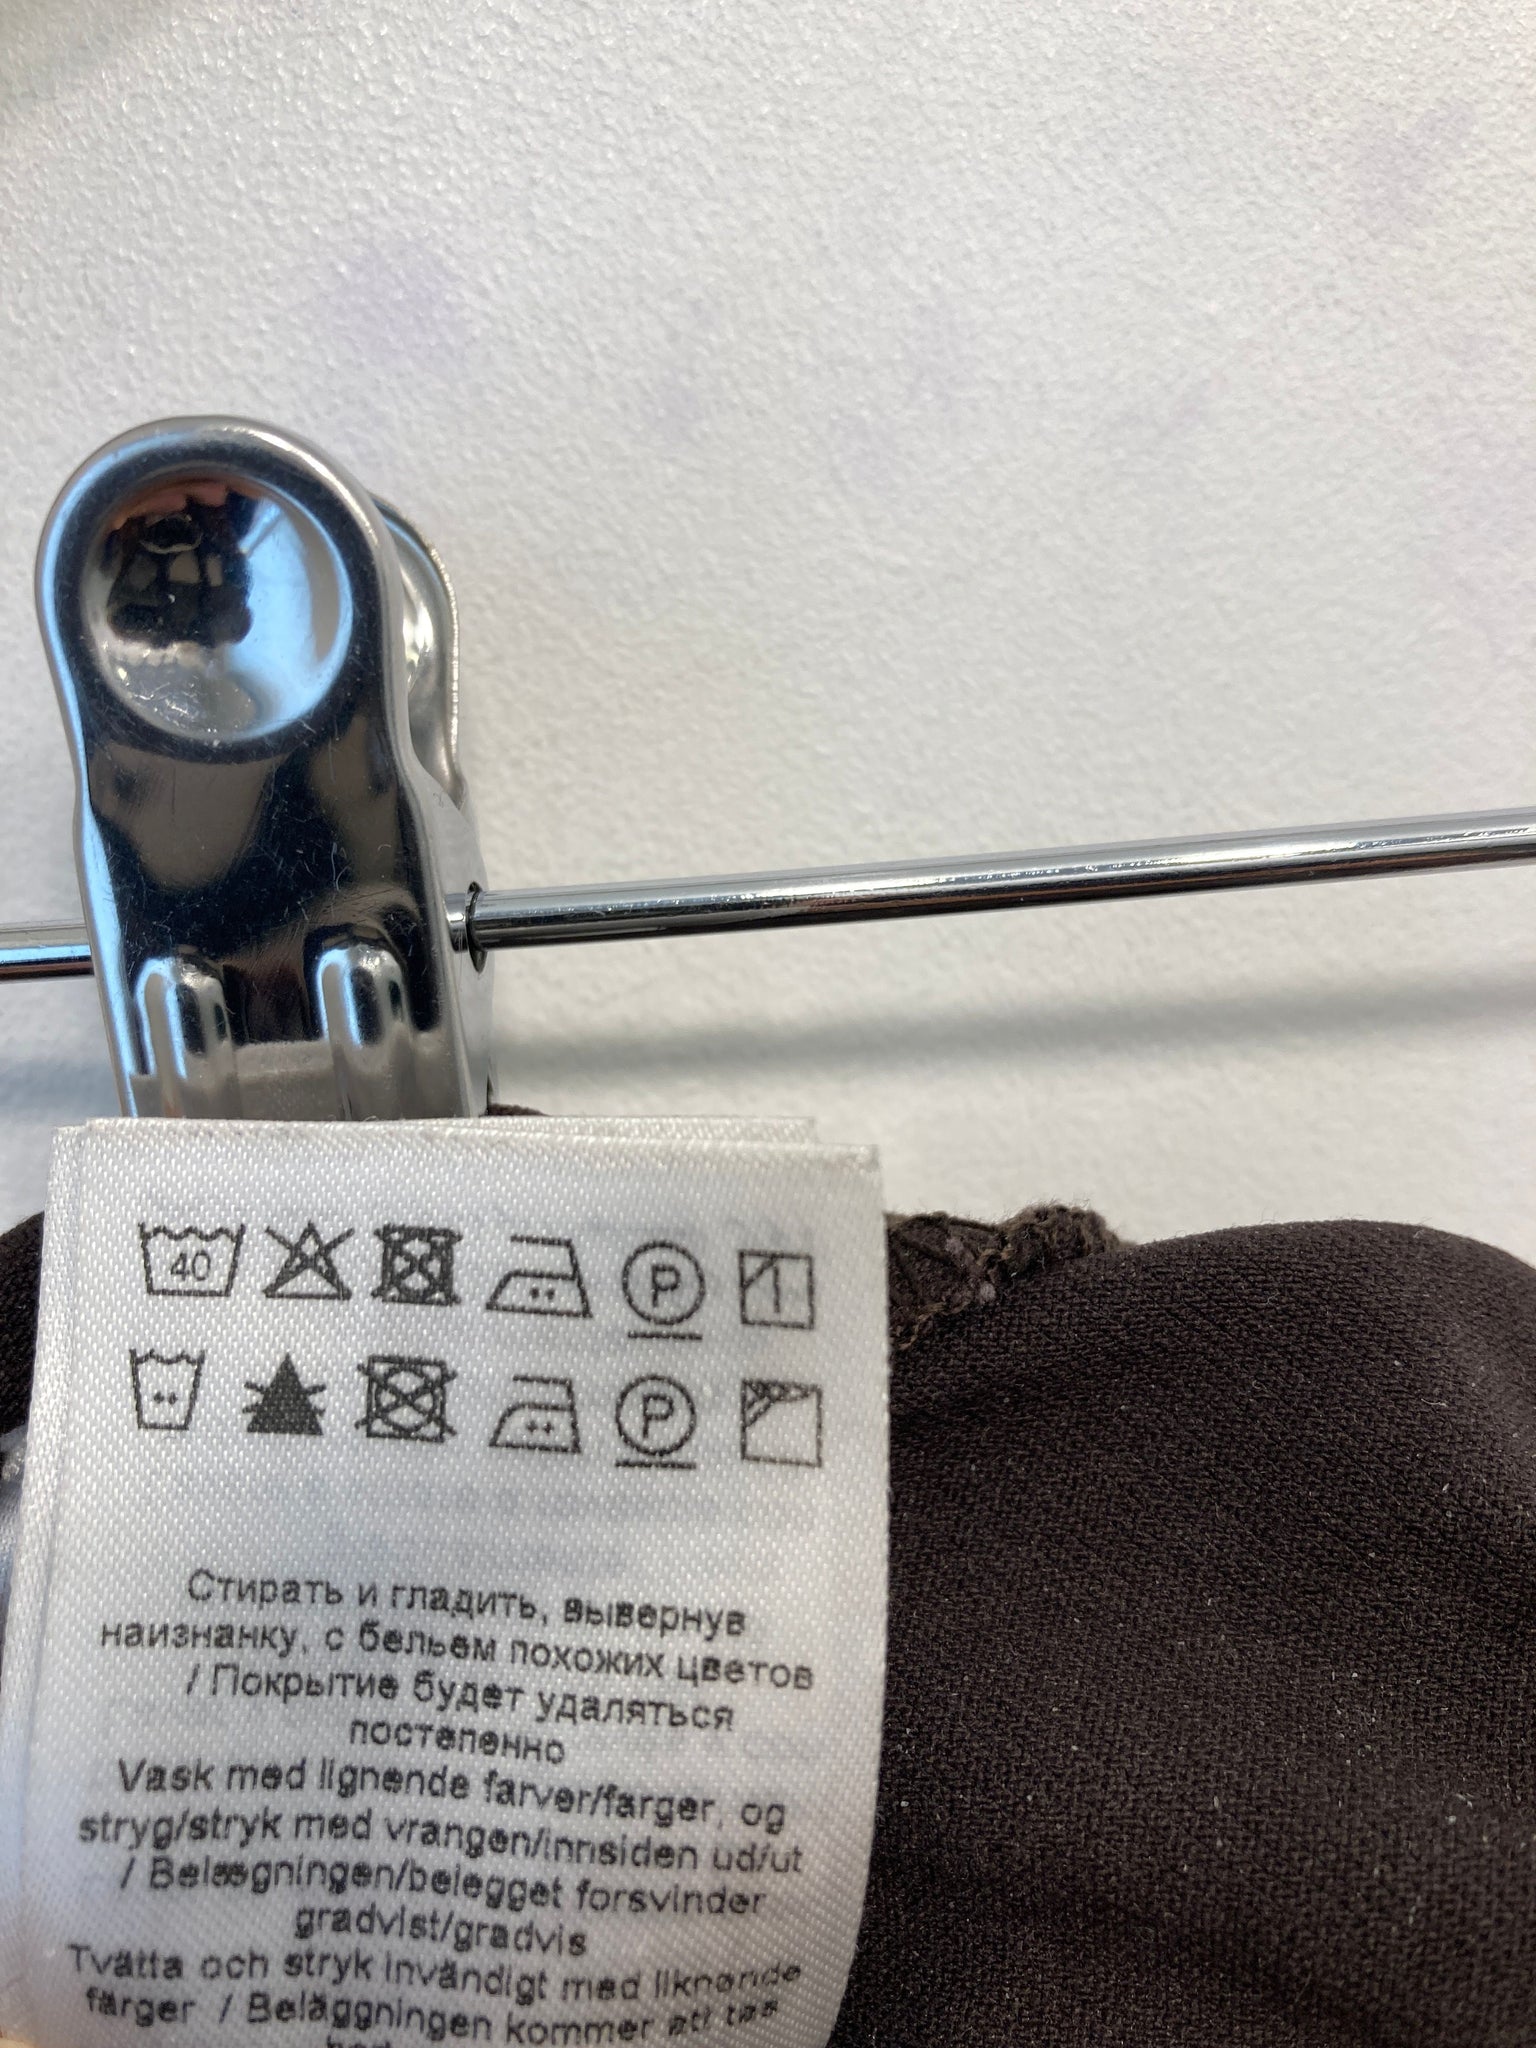 40
P
P
Стирать и гладить, вывернув
наизнанку, с бельем похожих цветов
/ Покрытие будет удаляться
постепенно
Vask med lignende farver/farger, og
stryg/stryk med vrangen/innsiden ud/ut
/ Belægningen/belegget forsvinder
gradvist/gradvis
Tvätta och stryk invändigt med liknande
färger / Beläggningen kommer att tas